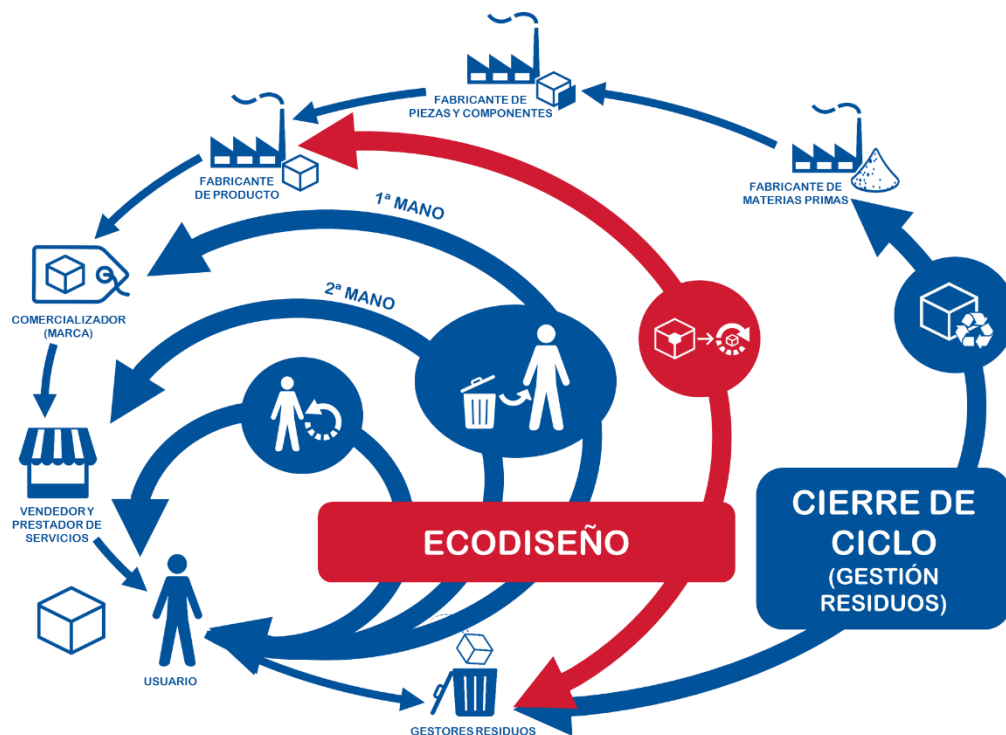 FABRICANTE DE
PIEZAS Y COMPONENTES
FABRICANTE
DE PRODUCTO
FABRICANTE DE
MATERIAS PRIMAS
1ª MANO
2ª MANO
COMERCIALIZADOR
(MARCA)
VENDEDOR Y
PRESTADOR DE
SERVICIOS
ECODISEÑO
CIERRE DE
CICLO
(GESTIÓN
RESIDUOS)
USUARIO
GESTORES RESIDUOS